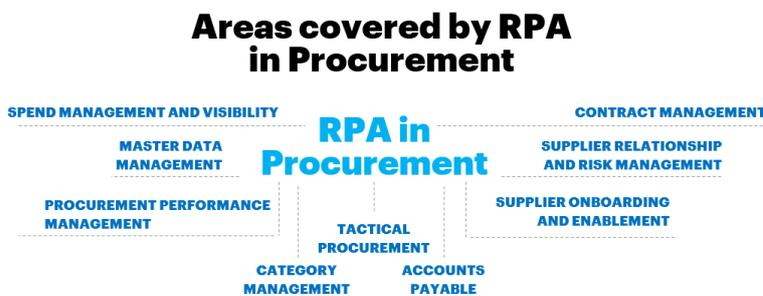 Areas covered by RPA
in Procurement
SPEND MANAGEMENT AND VISIBILITY
CONTRACT MANAGEMENT
RPA in
Procurement
MASTER DATA
MANAGEMENT
SUPPLIER RELATIONSHIP
AND RISK MANAGEMENT
PROCUREMENT PERFORMANCE
MANAGEMENT
SUPPLIER ONBOARDING
AND ENABLEMENT
TACTICAL
PROCUREMENT
CATEGORY
MANAGEMENT
ACCOUNTS
PAYABLE